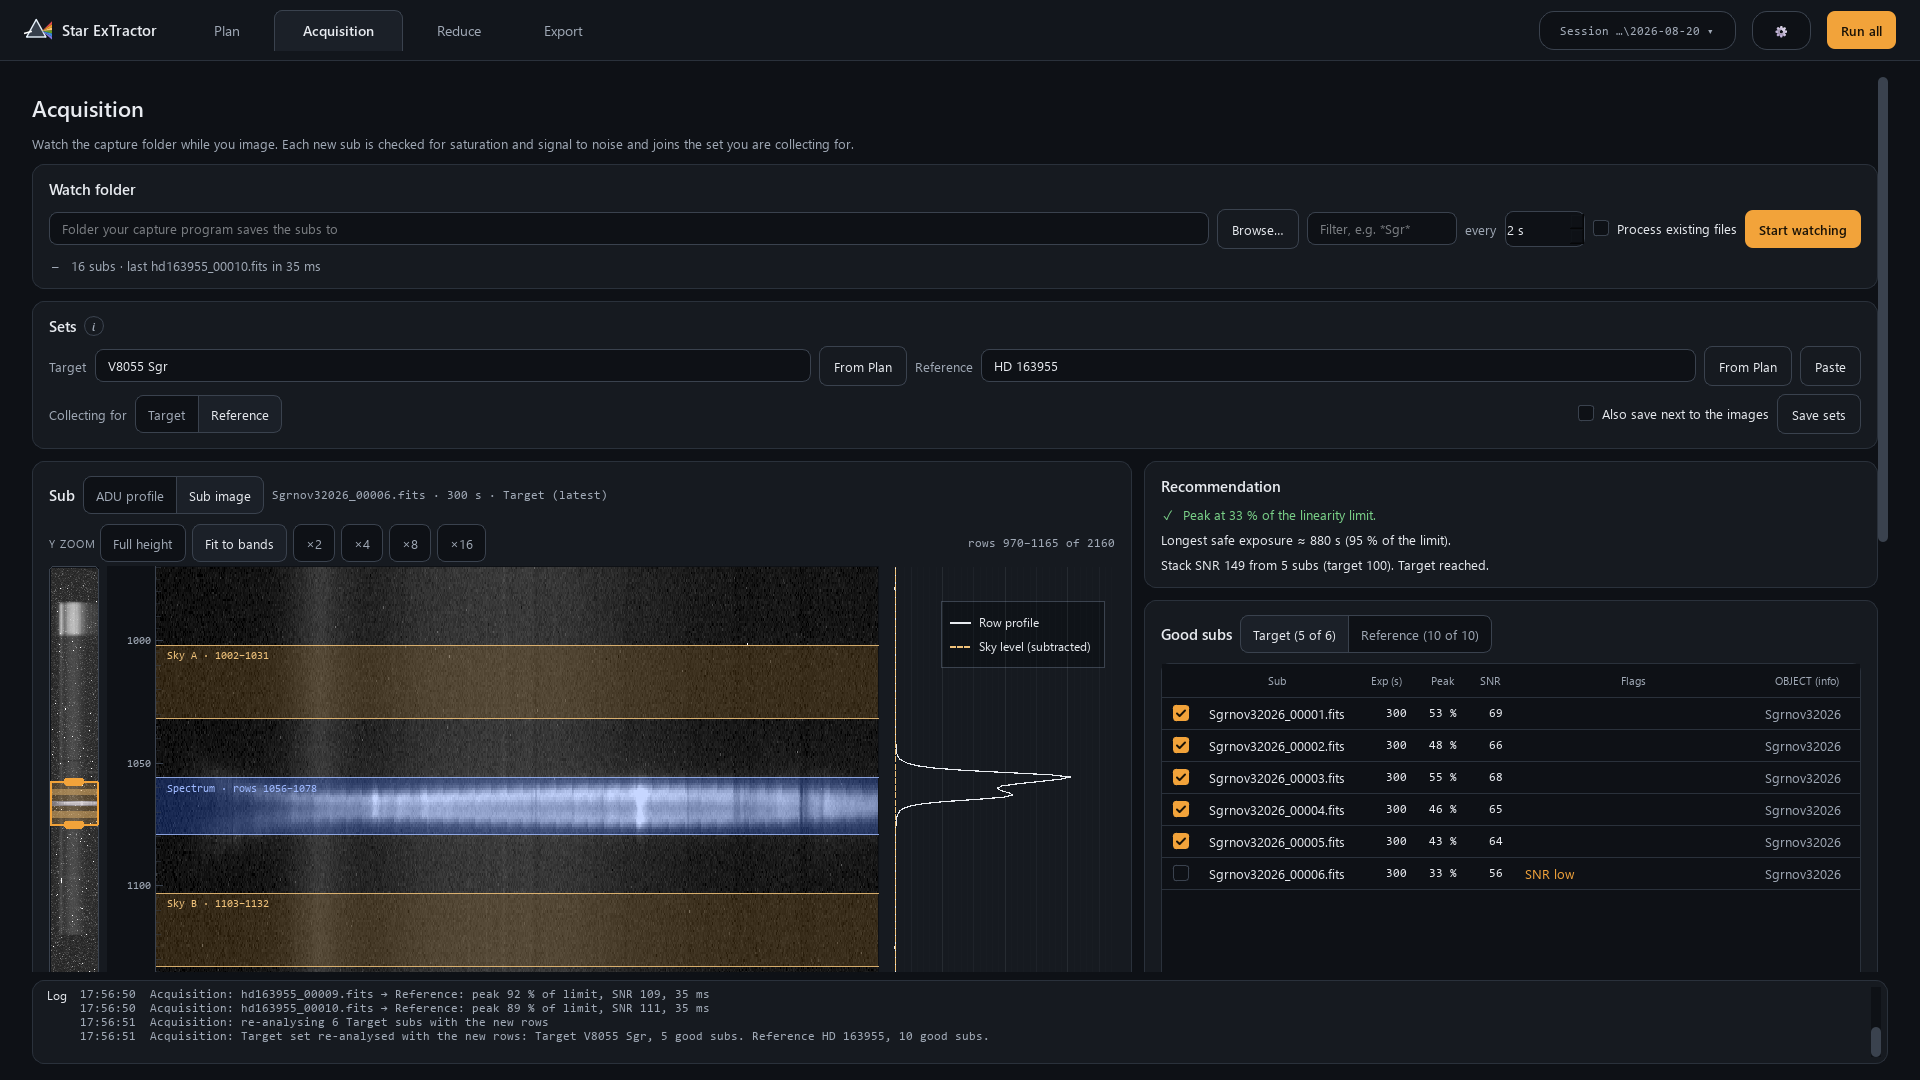 Star ExTractor
Plan
Acquisition
Reduce
Export
Session …\2026-08-20 ▾
Run all
Acquisition
Watch the capture folder while you image. Each new sub is checked for saturation and signal to noise and joins the set you are collecting for.
Watch folder
Folder your capture program saves the subs to
Browse...
Filter, e.g. *Sgr*
every
2 s
Process existing files
Start watching
– 16 subs · last hd163955_00010.fits in 35 ms
Sets i
Target
V8055 Sgr
From Plan
Reference
HD 163955
From Plan
Paste
Collecting for
Target
Reference
Also save next to the images
Save sets
Sub
ADU profile
Sub image
Sgrnov32026_00006.fits · 300 s · Target (latest)
Y ZOOM
Full height
Fit to bands
×2
×4
×8
×16
rows 970–1165 of 2160
1000
Sky A · 1002–1031
1050
Spectrum · rows 1056–1078
1100
Sky B · 1103–1132
Row profile
Sky level (subtracted)
Recommendation
✓ Peak at 33 % of the linearity limit.
Longest safe exposure ≈ 880 s (95 % of the limit).
Stack SNR 149 from 5 subs (target 100). Target reached.
Good subs
Target (5 of 6)
Reference (10 of 10)
Sub Exp (s) Peak SNR Flags OBJECT (info)
Sgrnov32026_00001.fits 300 53 % 69 Sgrnov32026
Sgrnov32026_00002.fits 300 48 % 66 Sgrnov32026
Sgrnov32026_00003.fits 300 55 % 68 Sgrnov32026
Sgrnov32026_00004.fits 300 46 % 65 Sgrnov32026
Sgrnov32026_00005.fits 300 43 % 64 Sgrnov32026
Sgrnov32026_00006.fits 300 33 % 56 SNR low Sgrnov32026
Log
17:56:50 Acquisition: hd163955_00009.fits → Reference: peak 92 % of limit, SNR 109, 35 ms
17:56:50 Acquisition: hd163955_00010.fits → Reference: peak 89 % of limit, SNR 111, 35 ms
17:56:51 Acquisition: re-analysing 6 Target subs with the new rows
17:56:51 Acquisition: Target set re-analysed with the new rows: Target V8055 Sgr, 5 good subs. Reference HD 163955, 10 good subs.